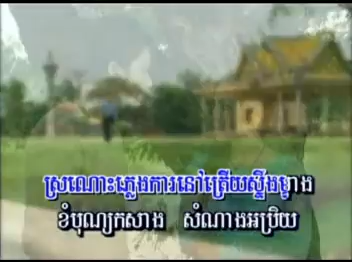 ស្រណោះភ្លេងការនៅត្រើយស្ទឹងម្ខាង
ខំបុណ្យកសាង សំណាងអប្រិយ